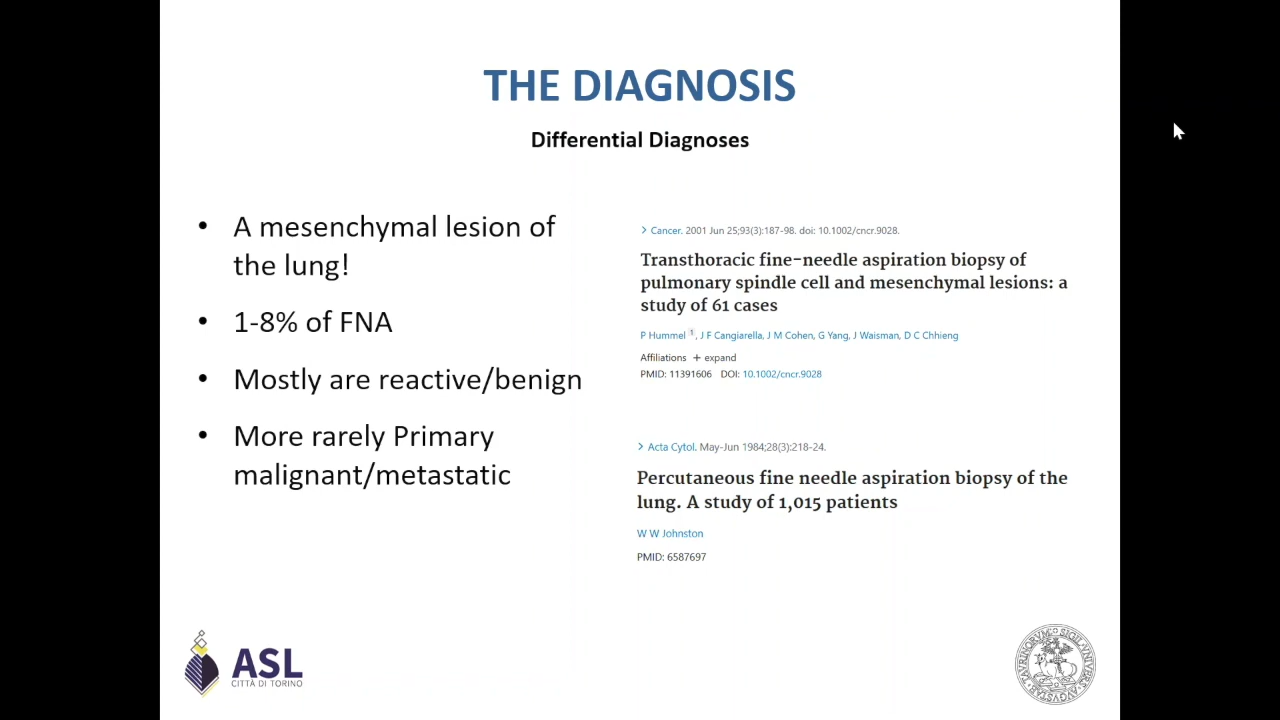 THE DIAGNOSIS
Differential Diagnoses
• A mesenchymal lesion of
the lung!
• 1-8% of FNA
• Mostly are reactive/benign
• More rarely Primary
malignant/metastatic
> Cancer. 2001 Jun 25;93(3):187-98. doi: 10.1002/cncr.9028.
Transthoracic fine-needle aspiration biopsy of
pulmonary spindle cell and mesenchymal lesions: a
study of 61 cases
P Hummel 1, J F Cangiarella, J M Cohen, G Yang, J Waisman, D C Chhieng
Affiliations + expand
PMID: 11391606 DOI: 10.1002/cncr.9028
> Acta Cytol. May-Jun 1984;28(3):218-24.
Percutaneous fine needle aspiration biopsy of the
lung. A study of 1,015 patients
W W Johnston
PMID: 6587697
ASL
CITTÀ DI TORINO